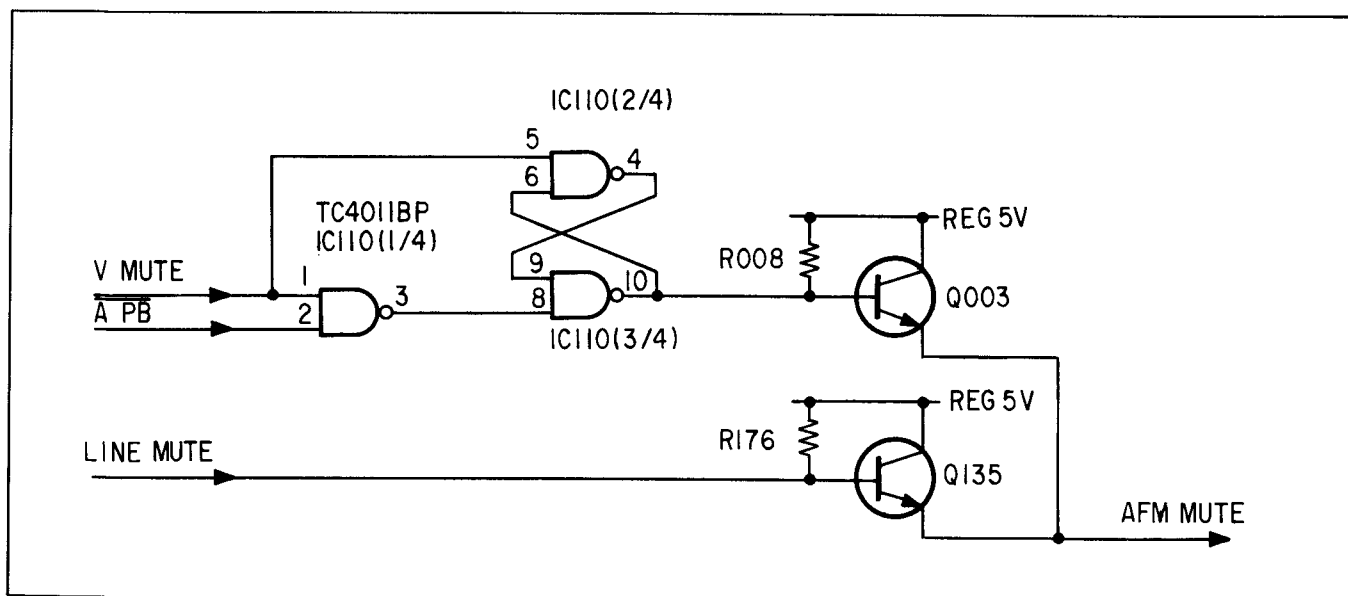 IC110(2/4)
5
4
6
TC4011BP
IC110(1/4)
REG 5V
R008
V MUTE
1
3
9
10
Q003
A PB
2
8
IC110(3/4)
REG 5V
R176
LINE MUTE
Q135
AFM MUTE